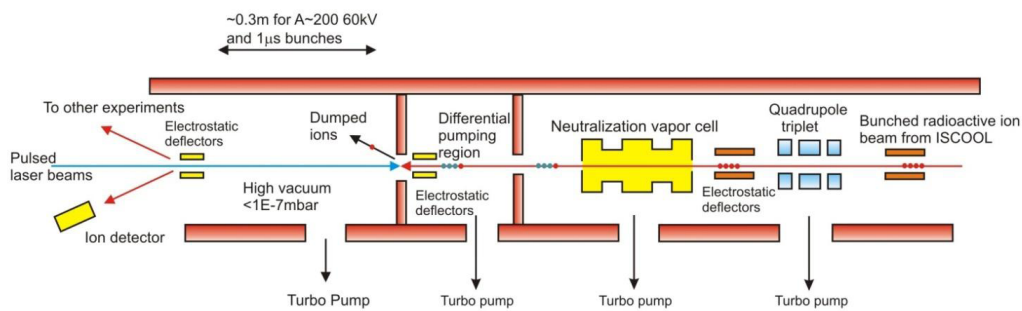 ~0.3m for A~200 60kV
and 1µs bunches
To other experiments
Electrostatic
deflectors
Dumped
ions
Differential
pumping
region
Neutralization vapor cell
Quadrupole
triplet
Bunched radioactive ion
beam from ISCOOL
Pulsed
laser beams
High vacuum
<1E-7mbar
Electrostatic
deflectors
Electrostatic
deflectors
Ion detector
Turbo Pump
Turbo pump
Turbo pump
Turbo pump